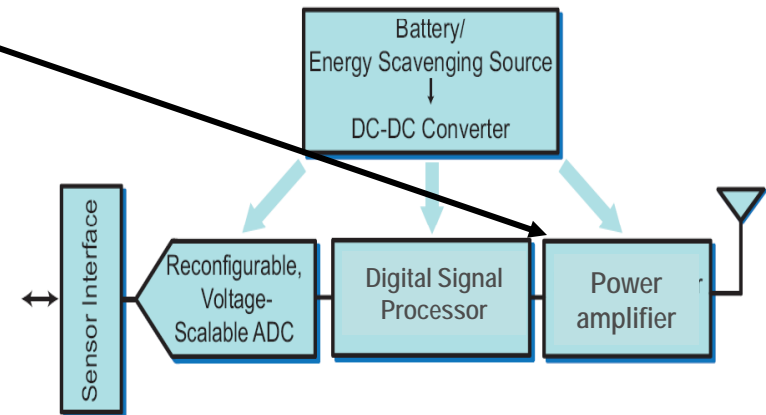 Battery/
Energy Scavenging Source
DC-DC Converter
Sensor Interface
Reconfigurable,
Voltage-
Scalable ADC
Digital Signal
Processor
Power
amplifier